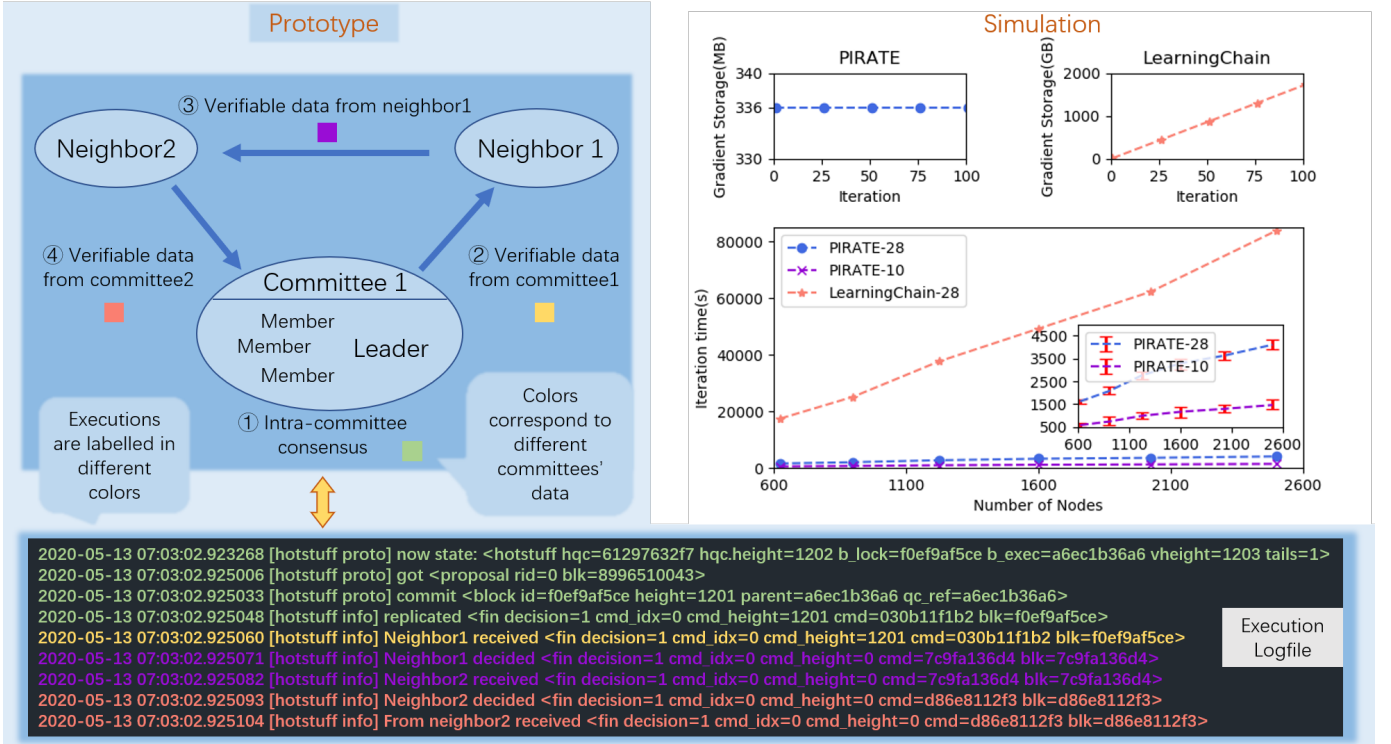 Prototype
③ Verifiable data from neighbor1
Neighbor2
Neighbor 1
④ Verifiable data
from committee2
② Verifiable data
from committee1
Committee 1
Member
Member
Leader
Member
① Intra-committee
consensus
Executions
are labelled in
different
colors
Colors
correspond to
different
committees'
data
Simulation
PIRATE
Gradient Storage(MB)
340
336
330
0 25 50 75 100
Iteration
LearningChain
Gradient Storage(GB)
2000
1000
0
0 25 50 75 100
Iteration
Iteration time(s)
80000
60000
40000
20000
0
PIRATE-28
PIRATE-10
LearningChain-28
4500
3500
2500
1500
500
PIRATE-28
PIRATE-10
600 1100 1600 2100 2600
600 1100 1600 2100 2600
Number of Nodes
2020-05-13 07:03:02.923268 [hotstuff proto] now state: <hotstuff hqc=61297632f7 hqc.height=1202 b_lock=f0ef9af5ce b_exec=a6ec1b36a6 vheight=1203 tails=1>
2020-05-13 07:03:02.925006 [hotstuff proto] got <proposal rid=0 blk=8996510043>
2020-05-13 07:03:02.925033 [hotstuff proto] commit <block id=f0ef9af5ce height=1201 parent=a6ec1b36a6 qc_ref=a6ec1b36a6>
2020-05-13 07:03:02.925048 [hotstuff info] replicated <fin decision=1 cmd_idx=0 cmd_height=1201 cmd=030b11f1b2 blk=f0ef9af5ce>
2020-05-13 07:03:02.925060 [hotstuff info] Neighbor1 received <fin decision=1 cmd_idx=0 cmd_height=1201 cmd=030b11f1b2 blk=f0ef9af5ce>
2020-05-13 07:03:02.925071 [hotstuff info] Neighbor1 decided <fin decision=1 cmd_idx=0 cmd_height=0 cmd=7c9fa136d4 blk=7c9fa136d4>
2020-05-13 07:03:02.925082 [hotstuff info] Neighbor2 received <fin decision=1 cmd_idx=0 cmd_height=0 cmd=7c9fa136d4 blk=7c9fa136d4>
2020-05-13 07:03:02.925093 [hotstuff info] Neighbor2 decided <fin decision=1 cmd_idx=0 cmd_height=0 cmd=d86e8112f3 blk=d86e8112f3>
2020-05-13 07:03:02.925104 [hotstuff info] From neighbor2 received <fin decision=1 cmd_idx=0 cmd_height=0 cmd=d86e8112f3 blk=d86e8112f3>
Execution
Logfile